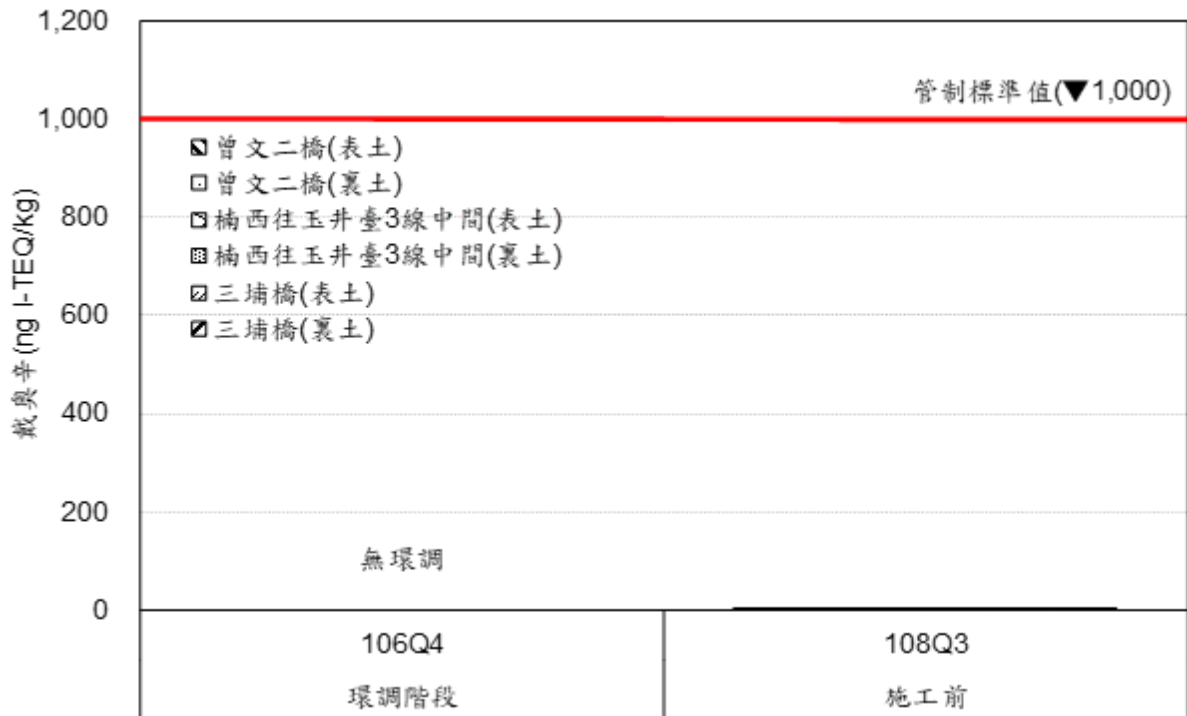 1,200
管制標準值(▼1,000)
1,000
曾文二橋(表土)
曾文二橋(裏土)
楠西往玉井臺3線中間(表土)
楠西往玉井臺3線中間(裏土)
三埔橋(表土)
三埔橋(裏土)
800
600
400
200
0
戴奧辛(ng I-TEQ/kg)
無環調
106Q4
108Q3
環調階段
施工前